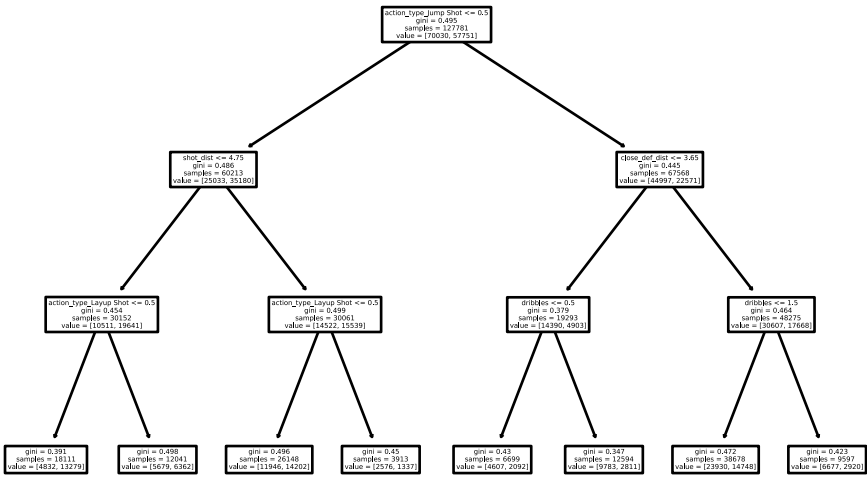 action_type_Jump Shot <= 0.5
gini = 0.495
samples = 127781
value = [70030, 57751]
shot_dist <= 4.75
gini = 0.486
samples = 60213
value = [25033, 35180]
close_def_dist <= 3.65
gini = 0.445
samples = 67568
value = [44997, 22571]
action_type_Layup Shot <= 0.5
gini = 0.454
samples = 30152
value = [10511, 19641]
action_type_Layup Shot <= 0.5
gini = 0.499
samples = 30061
value = [14522, 15539]
dribbles <= 0.5
gini = 0.379
samples = 19293
value = [14390, 4903]
dribbles <= 1.5
gini = 0.464
samples = 48275
value = [30607, 17668]
gini = 0.391
samples = 18111
value = [4832, 13279]
gini = 0.498
samples = 12041
value = [5679, 6362]
gini = 0.496
samples = 26148
value = [11946, 14202]
gini = 0.45
samples = 3913
value = [2576, 1337]
gini = 0.43
samples = 6699
value = [4607, 2092]
gini = 0.347
samples = 12594
value = [9783, 2811]
gini = 0.472
samples = 38678
value = [23930, 14748]
gini = 0.423
samples = 9597
value = [6677, 2920]